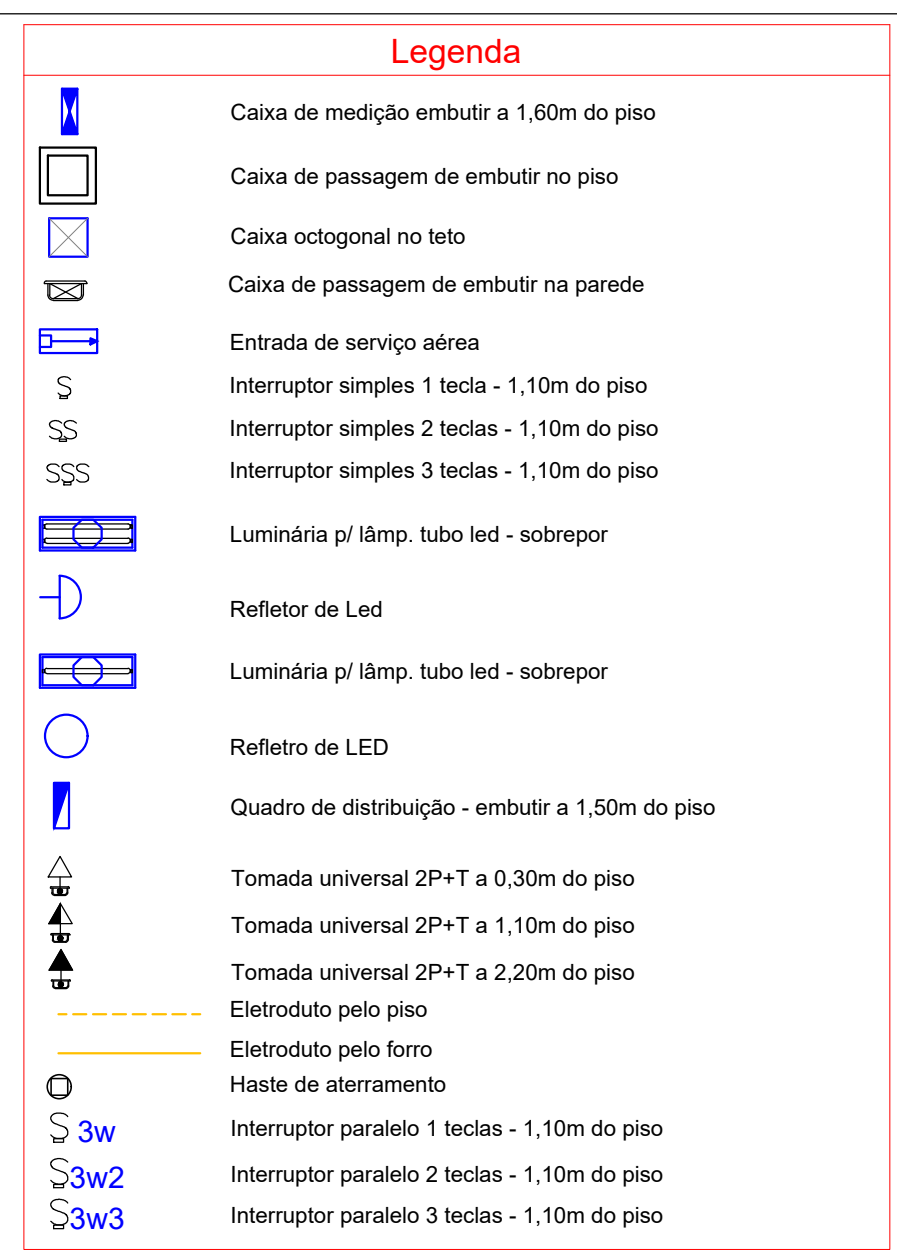 Legenda
Caixa de medição embutir a 1,60m do piso
Caixa de passagem de embutir no piso
Caixa octogonal no teto
Caixa de passagem de embutir na parede
Entrada de serviço aérea
S Interruptor simples 1 tecla - 1,10m do piso
SS Interruptor simples 2 teclas - 1,10m do piso
SSS Interruptor simples 3 teclas - 1,10m do piso
Luminária p/ lâmp. tubo led - sobrepor
Refletor de Led
Luminária p/ lâmp. tubo led - sobrepor
Refletro de LED
Quadro de distribuição - embutir a 1,50m do piso
Tomada universal 2P+T a 0,30m do piso
Tomada universal 2P+T a 1,10m do piso
Tomada universal 2P+T a 2,20m do piso
Eletroduto pelo piso
Eletroduto pelo forro
Haste de aterramento
S 3w Interruptor paralelo 1 teclas - 1,10m do piso
S3w2 Interruptor paralelo 2 teclas - 1,10m do piso
S3w3 Interruptor paralelo 3 teclas - 1,10m do piso